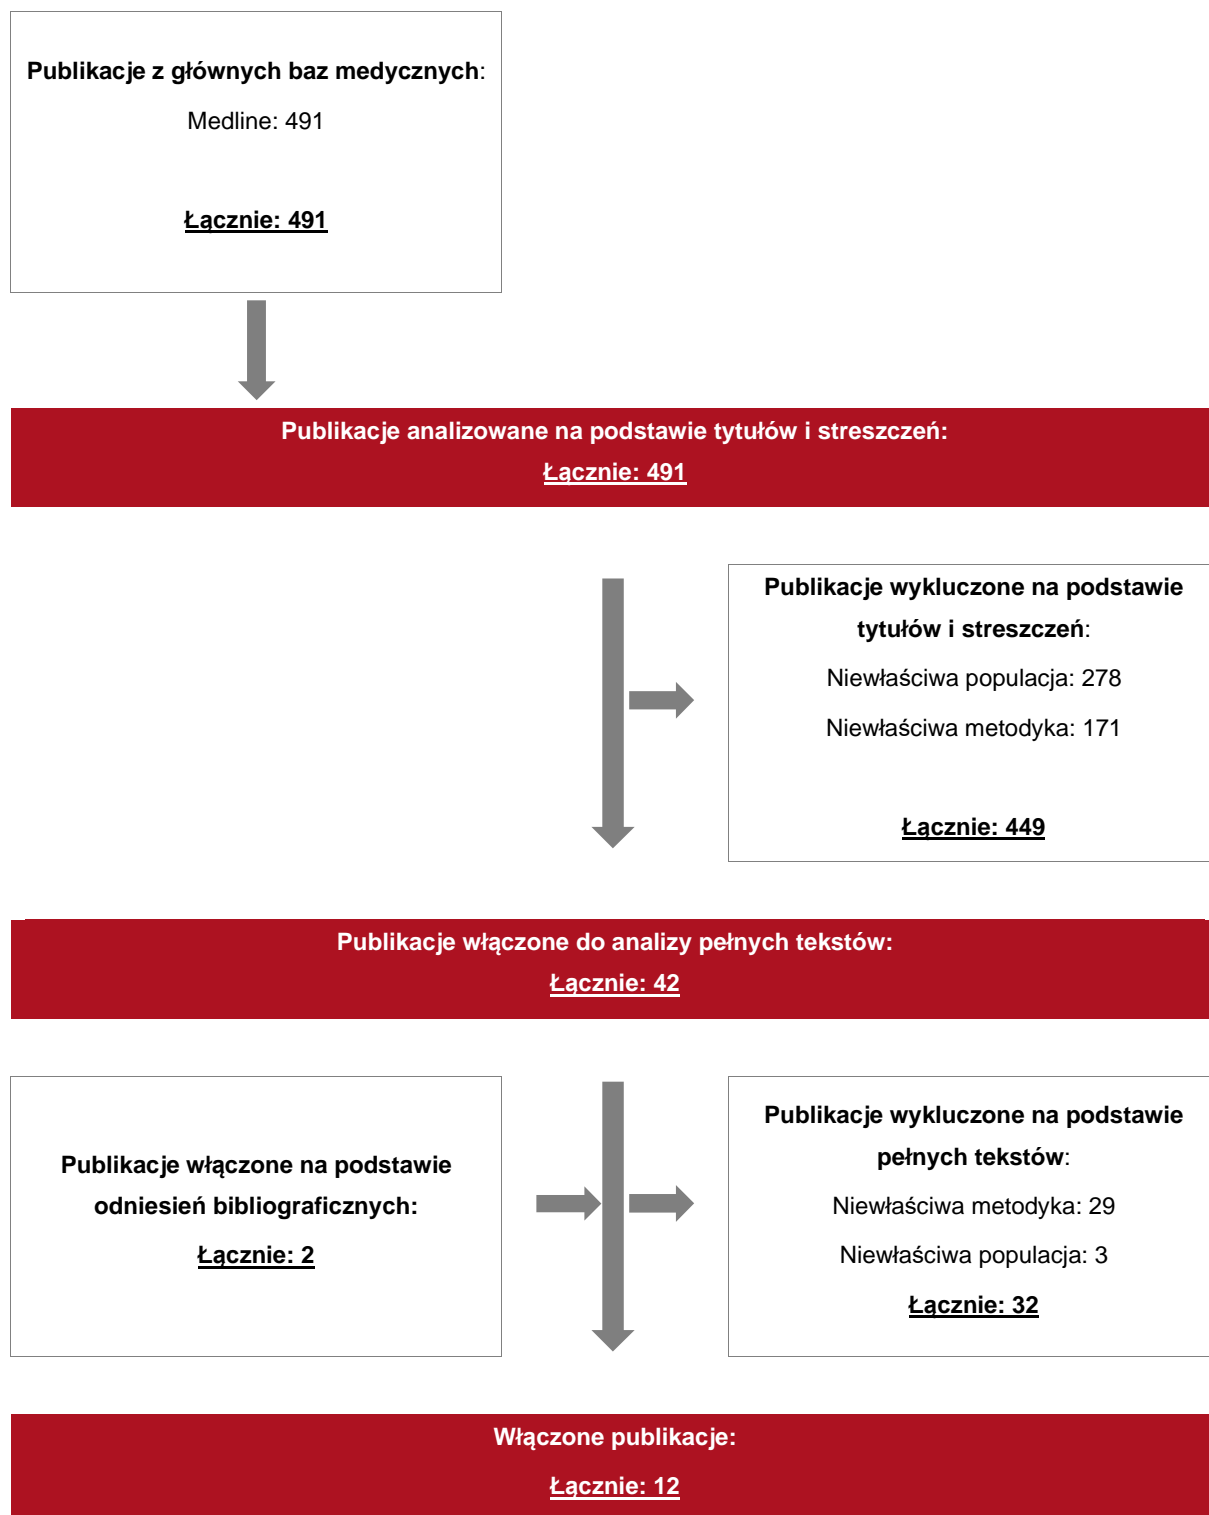 Publikacje z głównych baz medycznych:
Medline: 491
Łącznie: 491
Publikacje analizowane na podstawie tytułów i streszczeń:
Łącznie: 491
Publikacje wykluczone na podstawie
tytułów i streszczeń:
Niewłaściwa populacja: 278
Niewłaściwa metodyka: 171
Łącznie: 449
Publikacje włączone do analizy pełnych tekstów:
Łącznie: 42
Publikacje włączone na podstawie
odniesień bibliograficznych:
Łącznie: 2
Publikacje wykluczone na podstawie
pełnych tekstów:
Niewłaściwa metodyka: 29
Niewłaściwa populacja: 3
Łącznie: 32
Włączone publikacje:
Łącznie: 12